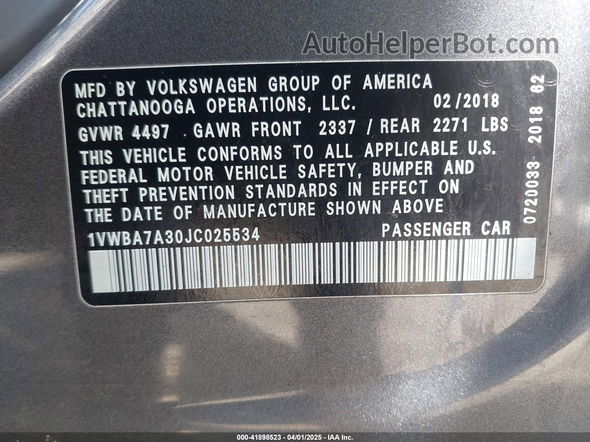 AutoHelperBot.com
MFD BY VOLKSWAGEN GROUP OF AMERICA
CHATTANOOGA OPERATIONS, LLC. 02/2018
GVWR 4497 GAWR FRONT 2337 / REAR 2271 LBS
THIS VEHICLE CONFORMS TO ALL APPLICABLE U.S.
FEDERAL MOTOR VEHICLE SAFETY, BUMPER AND
THEFT PREVENTION STANDARDS IN EFFECT ON
THE DATE OF MANUFACTURE SHOWN ABOVE
1VWBA7A30JC025534 PASSENGER CAR
0720033 2018 62
000-41898523 - 04/01/2025 - IAA Inc.